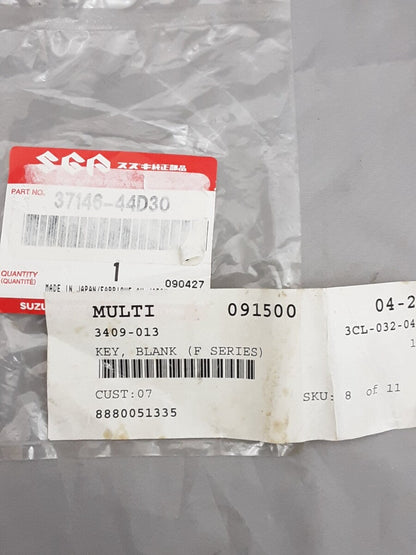 SGP スズキ純正部品
PART NO. 37146-44D30
QUANTITY
(QUANTITÉ) 1
090427
MADE IN JAPAN
MULTI 091500 04-2
3409-013 3CL-032-04
KEY, BLANK (F SERIES) 1
CUST:07 SKU: 8 of 11
8880051335